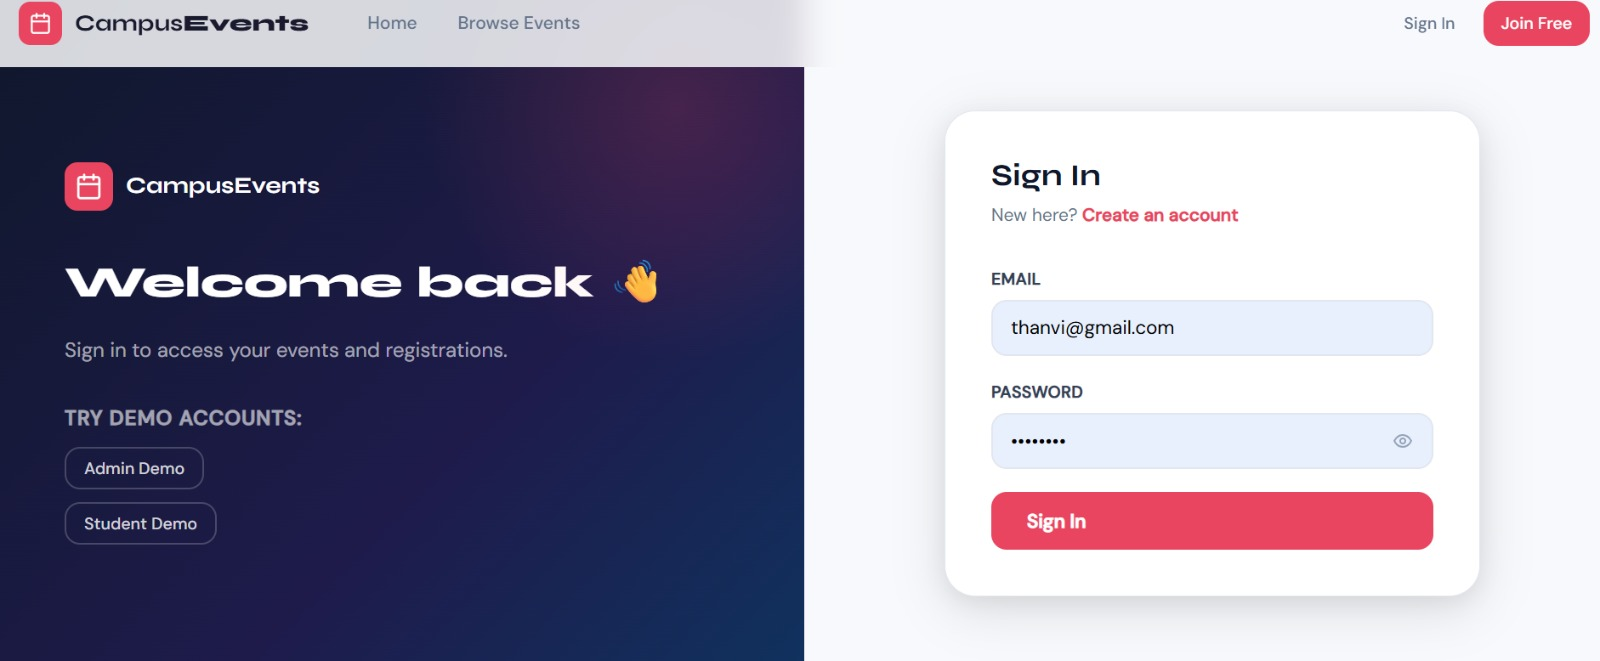 CampusEvents
Home
Browse Events
Sign In
Join Free
CampusEvents
Welcome back 👋
Sign in to access your events and registrations.
TRY DEMO ACCOUNTS:
Admin Demo
Student Demo
Sign In
New here? Create an account
EMAIL
thanvi@gmail.com
PASSWORD
••••••••
Sign In